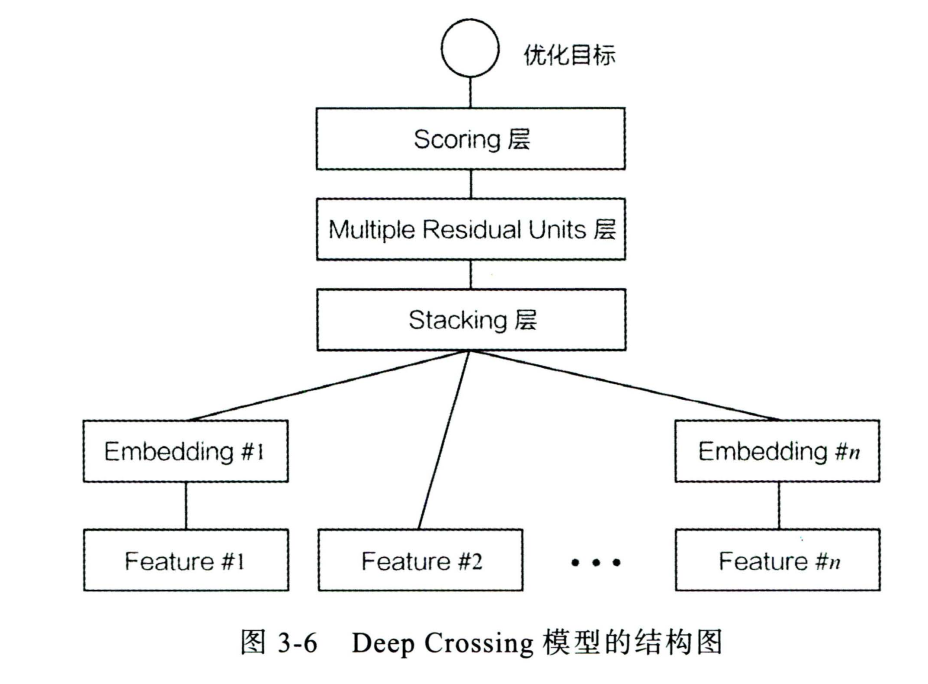 优化目标
Scoring 层
Multiple Residual Units 层
Stacking 层
Embedding #1
Embedding #n
Feature #1
Feature #2
...
Feature #n
图 3-6 Deep Crossing 模型的结构图